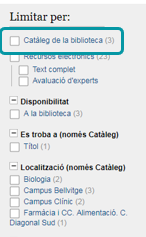 Limitar per:
Catàleg de la biblioteca (3)
Recursos electrònics (23)
Text complet
Avaluació d'experts
Disponibilitat
A la biblioteca (3)
Es troba a (només Catàleg)
Títol (1)
Localització (només Catàleg)
Biologia (2)
Campus Bellvitge (3)
Campus Clínic (2)
Farmàcia i CC. Alimentació. C.
Diagonal Sud (1)